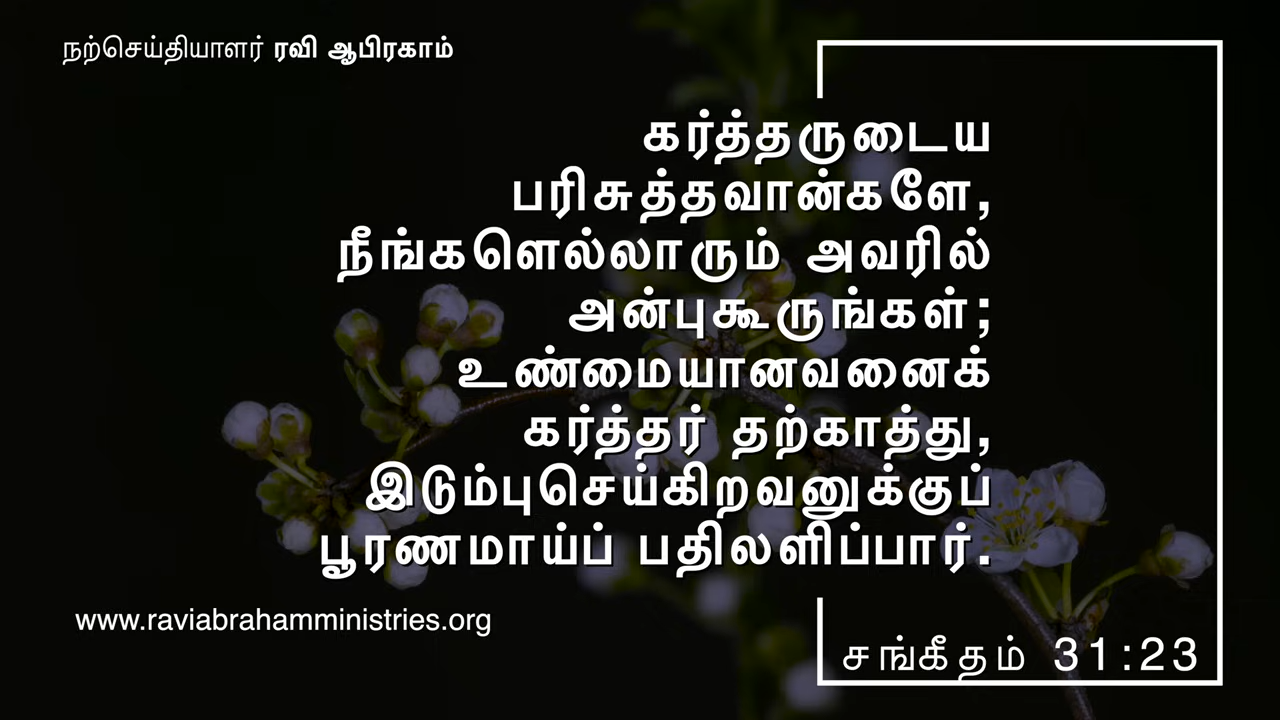 நற்செய்தியாளர் ரவி ஆபிரகாம்
கர்த்தருடைய
பரிசுத்தவான்களே,
நீங்களெல்லாரும் அவரில்
அன்புகூருங்கள்;
உண்மையானவனைக்
கர்த்தர் தற்காத்து,
இடும்புசெய்கிறவனுக்குப்
பூரணமாய்ப் பதிலளிப்பார்.
www.raviabrahamministries.org
சங்கீதம் 31:23